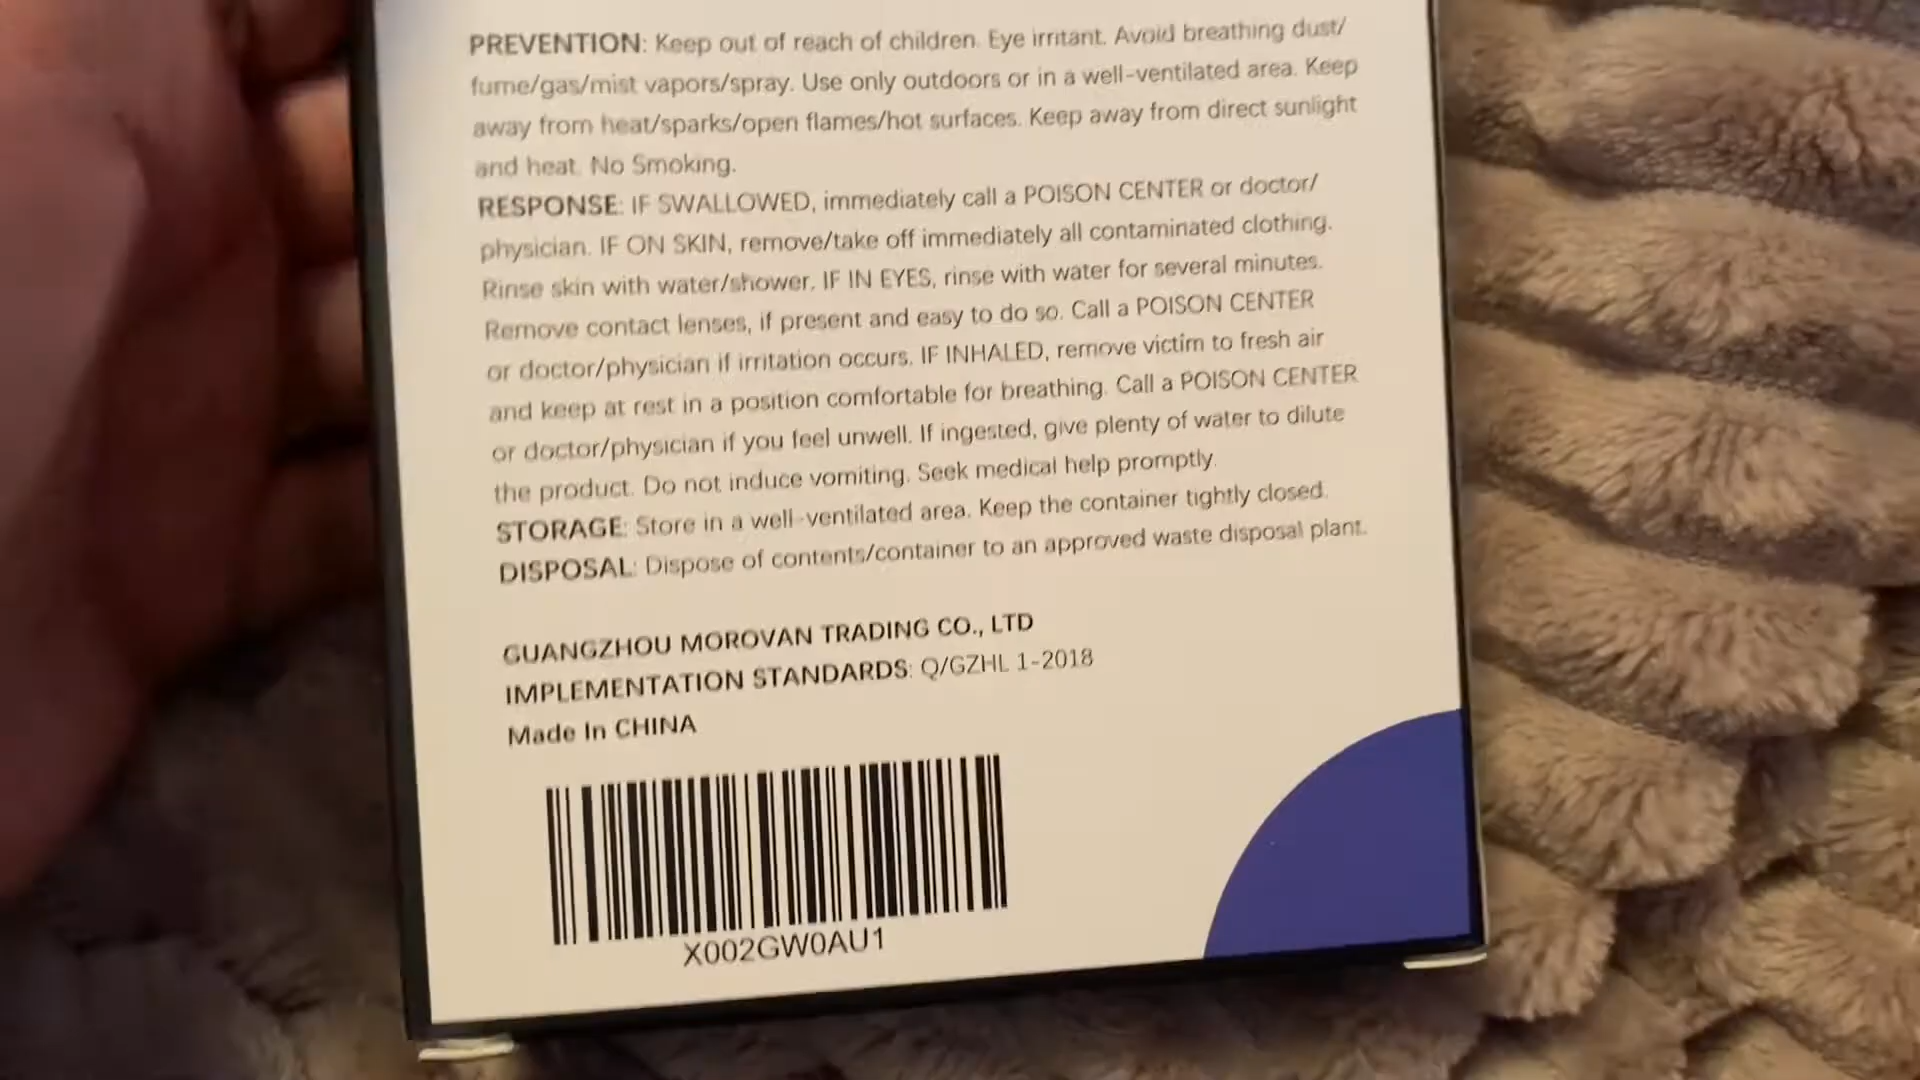 PREVENTION: Keep out of reach of children. Eye irritant. Avoid breathing dust/
fume/gas/mist vapors/spray. Use only outdoors or in a well-ventilated area. Keep
away from heat/sparks/open flames/hot surfaces. Keep away from direct sunlight
and heat. No Smoking.
RESPONSE: IF SWALLOWED, immediately call a POISON CENTER or doctor/
physician. IF ON SKIN, remove/take off immediately all contaminated clothing.
Rinse skin with water/shower. IF IN EYES, rinse with water for several minutes.
Remove contact lenses, if present and easy to do so. Call a POISON CENTER
or doctor/physician if irritation occurs. IF INHALED, remove victim to fresh air
and keep at rest in a position comfortable for breathing. Call a POISON CENTER
or doctor/physician if you feel unwell. If ingested, give plenty of water to dilute
the product. Do not induce vomiting. Seek medical help promptly.
STORAGE: Store in a well-ventilated area. Keep the container tightly closed.
DISPOSAL: Dispose of contents/container to an approved waste disposal plant.
GUANGZHOU MOROVAN TRADING CO., LTD
IMPLEMENTATION STANDARDS: Q/GZHL 1-2018
Made In CHINA
X002GW0AU1